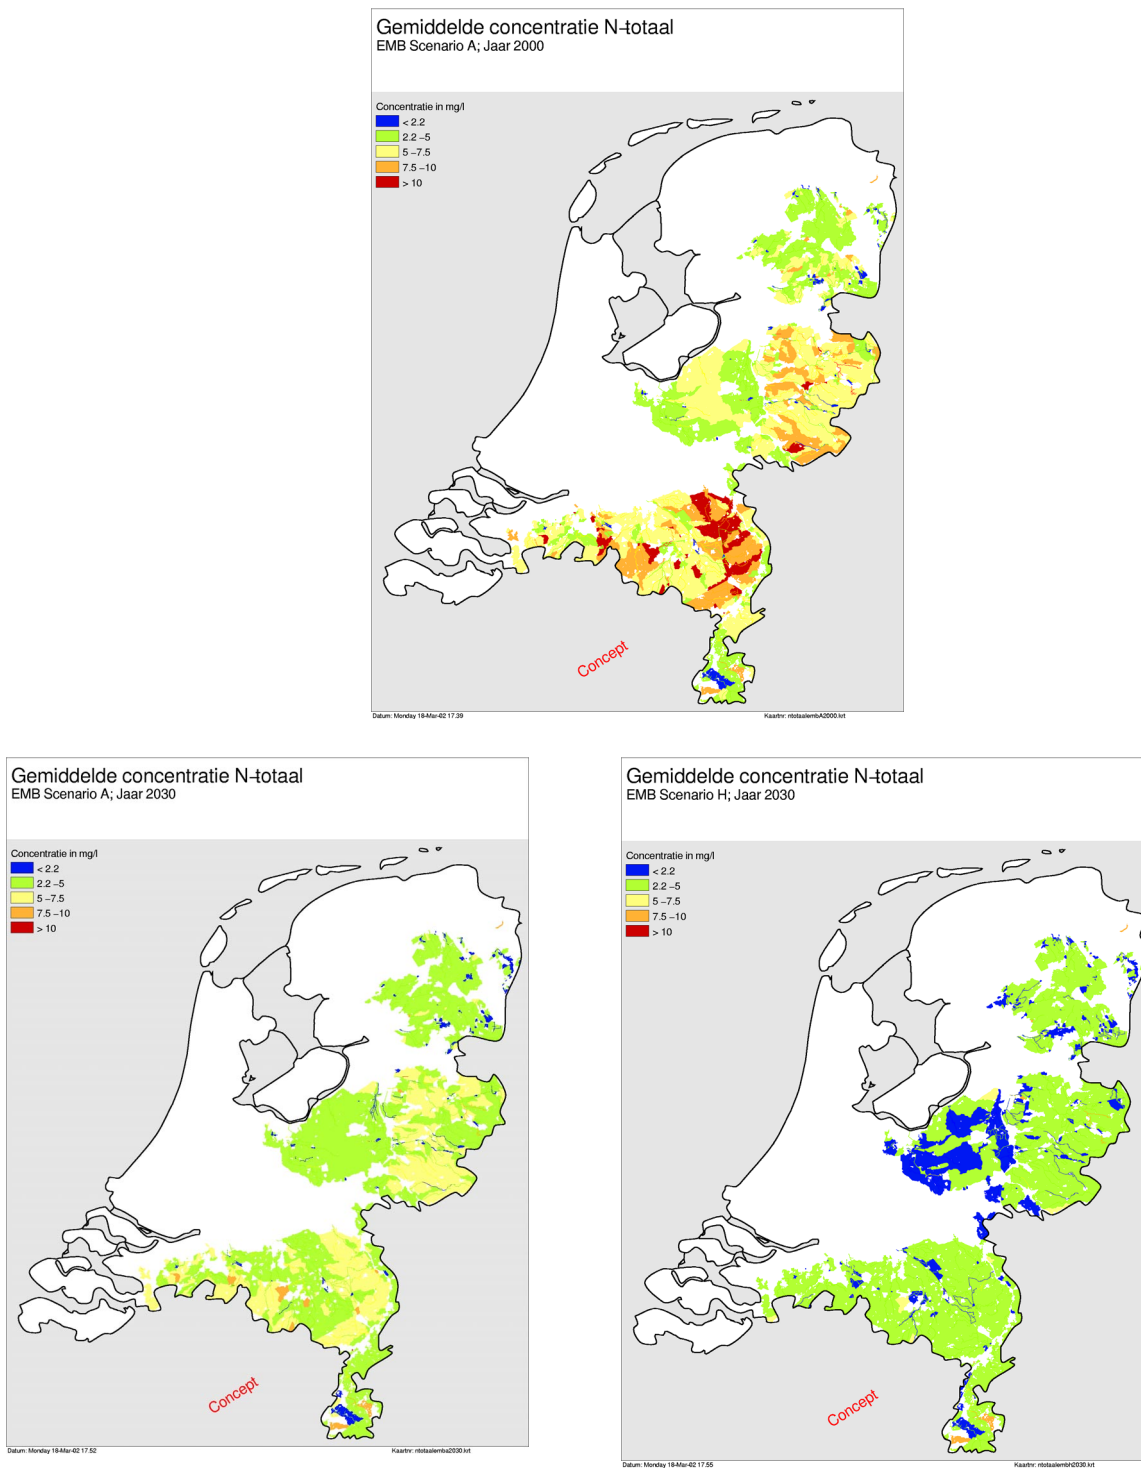 Gemiddelde concentratie N-totaal
EMB Scenario A; Jaar 2000
Concentratie in mg/l
< 2.2
2.2 -5
5 -7.5
7.5 -10
> 10
Concept
Datum: Monday 18-Mar-02 17.39
Kaartnr: ntotaalembA2000.krt
Gemiddelde concentratie N-totaal
EMB Scenario A; Jaar 2030
Concentratie in mg/l
< 2.2
2.2 -5
5 -7.5
7.5 -10
> 10
Concept
Datum: Monday 18-Mar-02 17.52
Kaartnr: ntotaalemba2030.krt
Gemiddelde concentratie N-totaal
EMB Scenario H; Jaar 2030
Concentratie in mg/l
< 2.2
2.2 -5
5 -7.5
7.5 -10
> 10
Concept
Datum: Monday 18-Mar-02 17.55
Kaartnr: ntotaalembh2030.krt